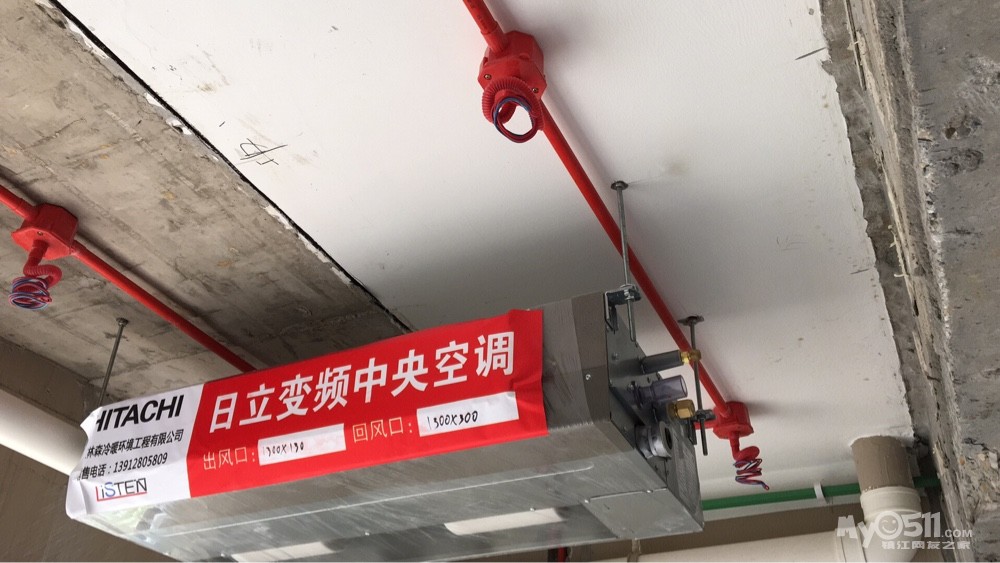 HITACHI
林森冷暖环境工程有限公司
售电话：13912805809
LISTEN
日立变频中央空调
出风口：1300X130 回风口：1300X300
My0511.COM
镇江网友之家